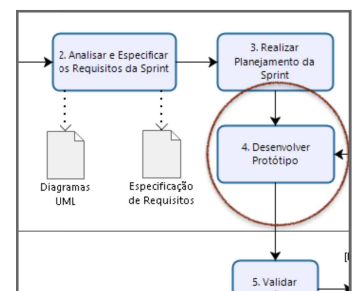 2. Analisar e Especificar
os Requisitos da Sprint
3. Realizar
Planejamento da
Sprint
4. Desenvolver
Protótipo
Diagramas
UML
Especificação
de Requisitos
5. Validar